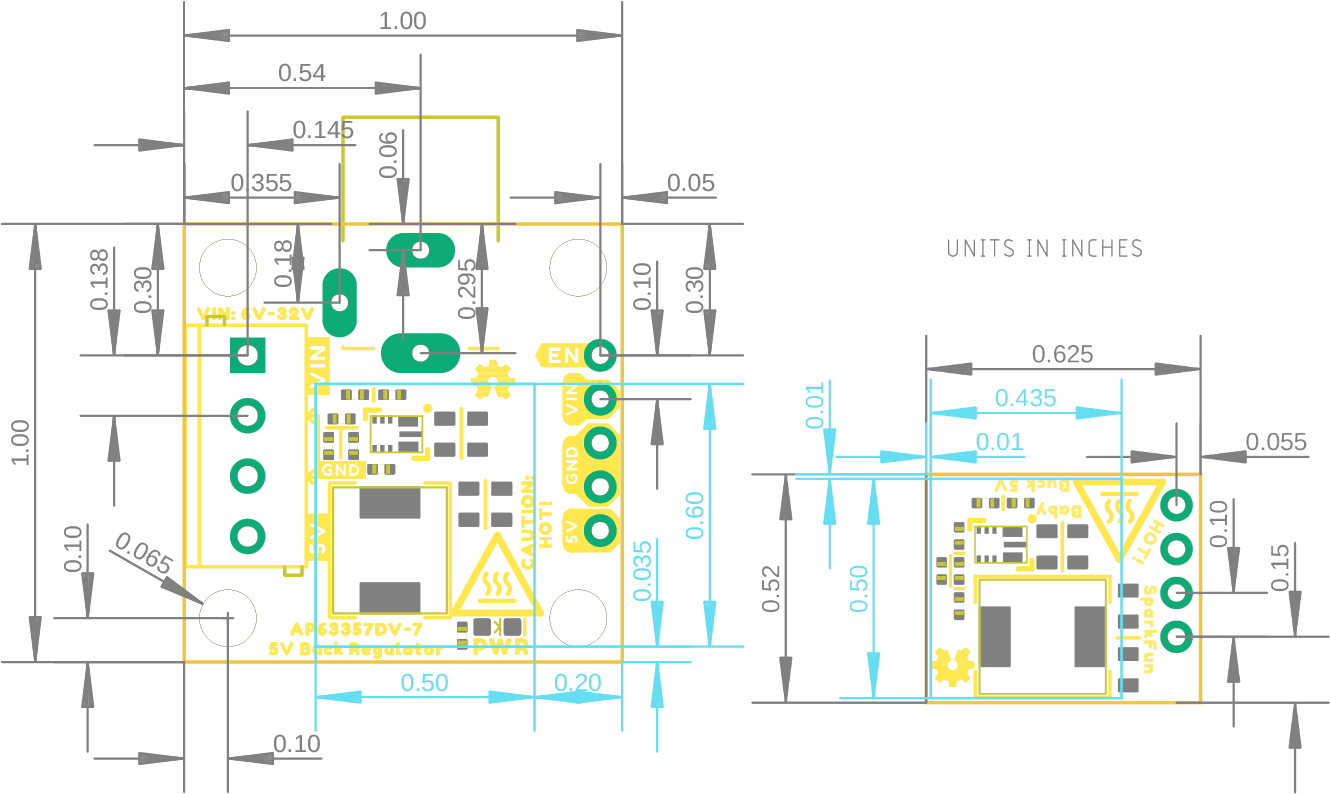 1.00
0.54
0.145
0.06
0.355
0.05
0.138
0.30
0.18
0.295
0.10
0.30
VIN: 6V-32V
VIN
EN
VIN
GND
GND
5V
5V
CAUTION:
HOT!
1.00
0.10
0.065
0.60
0.035
AP63357DV-7
5V Buck Regulator
PWR
0.50
0.20
0.10
UNITS IN INCHES
0.625
0.435
0.01
0.01
0.055
Baby
Buck 5V
HOT!
SparkFun
0.10
0.15
0.52
0.50